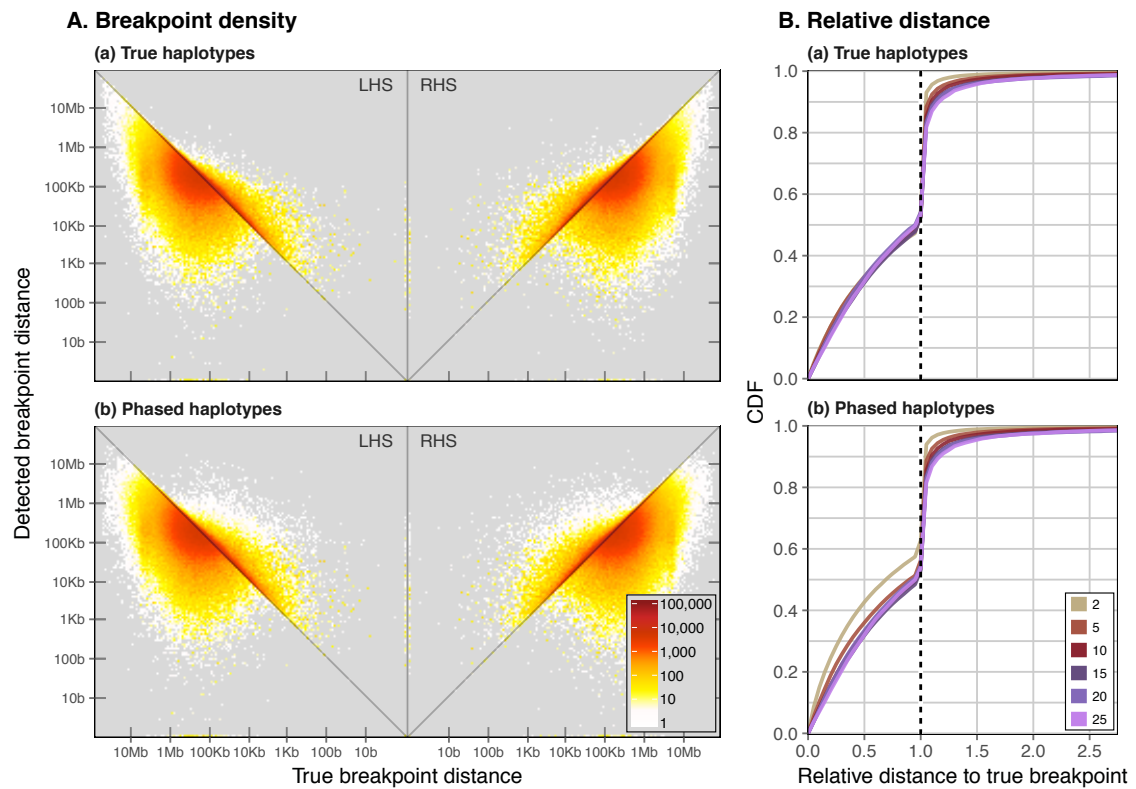 A. Breakpoint density
B. Relative distance
(a) True haplotypes
(a) True haplotypes
LHS
RHS
10Mb
1Mb
100Kb
10Kb
1Kb
100b
10b
1.0
0.8
0.6
0.4
0.2
0.0
Detected breakpoint distance
CDF
(b) Phased haplotypes
(b) Phased haplotypes
LHS
RHS
10Mb
1Mb
100Kb
10Kb
1Kb
100b
10b
100,000
10,000
1,000
100
10
1
1.0
0.8
0.6
0.4
0.2
0.0
2
5
10
15
20
25
10Mb 1Mb 100Kb 10Kb 1Kb 100b 10b 10b 100b 1Kb 10Kb 100Kb 1Mb 10Mb
0.0 0.5 1.0 1.5 2.0 2.5
True breakpoint distance
Relative distance to true breakpoint